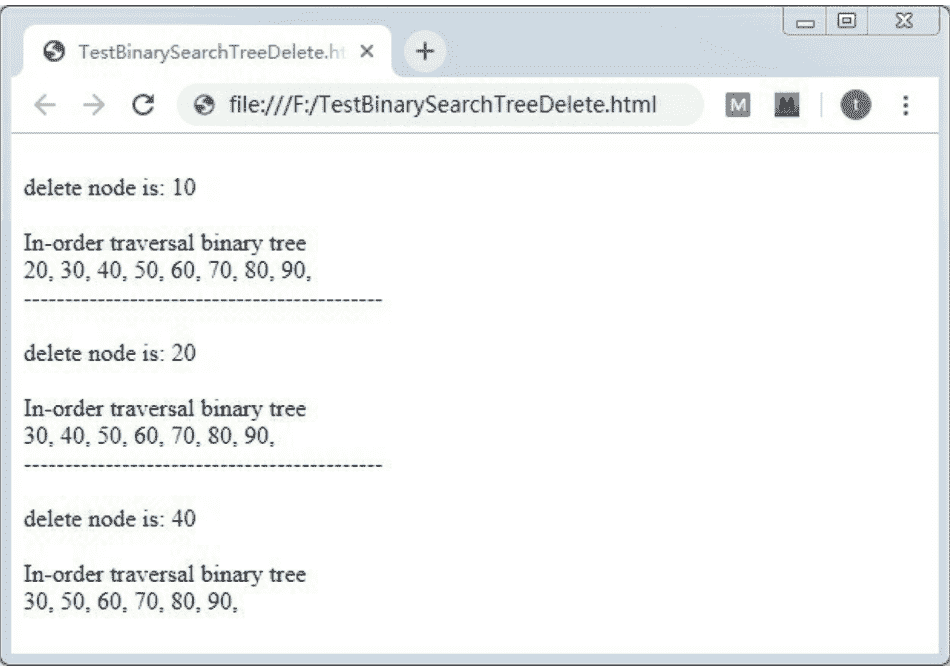 TestBinarySearchTreeDelete.ht
file:///F:/TestBinarySearchTreeDelete.html
M
M
t
delete node is: 10
In-order traversal binary tree
20, 30, 40, 50, 60, 70, 80, 90,
-------------------------------------------
delete node is: 20
In-order traversal binary tree
30, 40, 50, 60, 70, 80, 90,
-------------------------------------------
delete node is: 40
In-order traversal binary tree
30, 50, 60, 70, 80, 90,